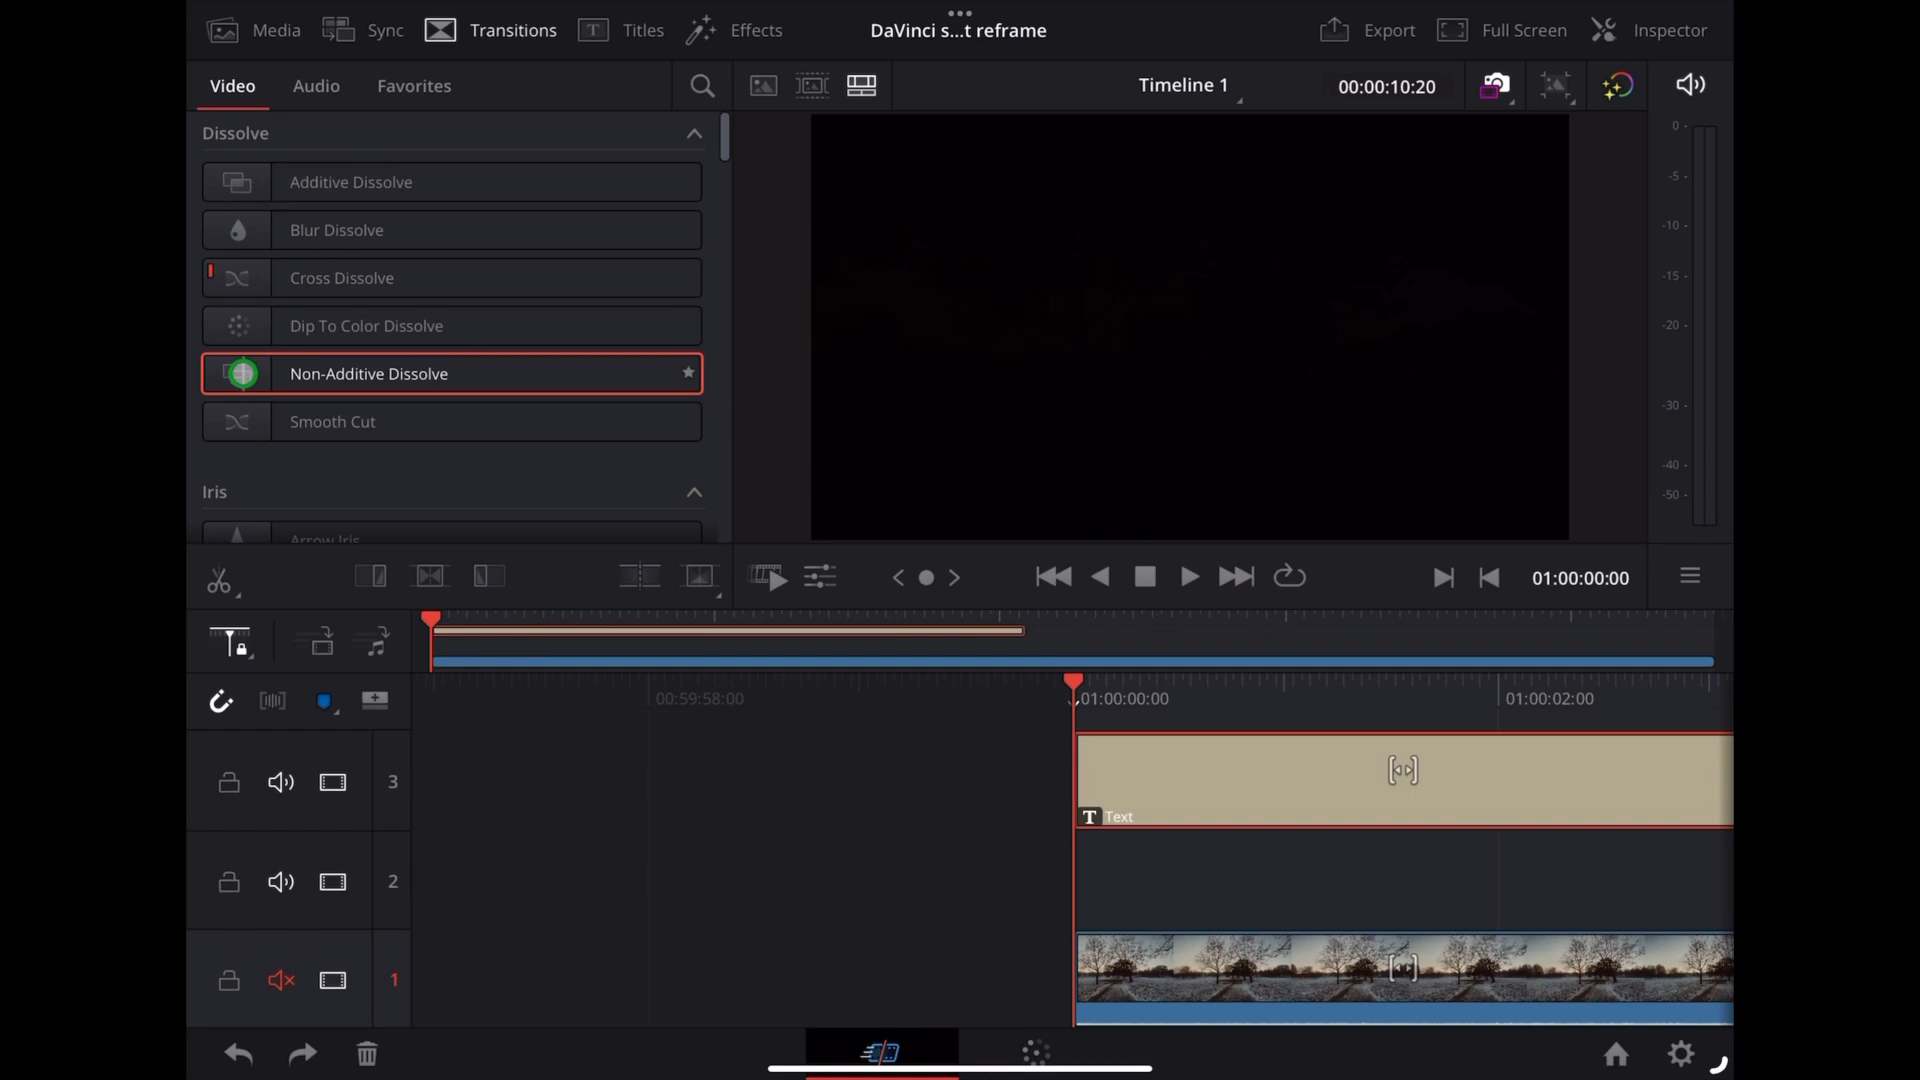 Media
Sync
Transitions
Titles
Effects
DaVinci s...t reframe
Export
Full Screen
Inspector
Video
Audio
Favorites
Timeline 1
00:00:10:20
Dissolve
Additive Dissolve
Blur Dissolve
Cross Dissolve
Dip To Color Dissolve
Non-Additive Dissolve
Smooth Cut
Iris
Arrow Iris
0 -
-5 -
-10 -
-15 -
-20 -
-30 -
-40 -
-50 -
01:00:00:00
00:59:58:00
01:00:00:00
01:00:02:00
3
T Text
2
1